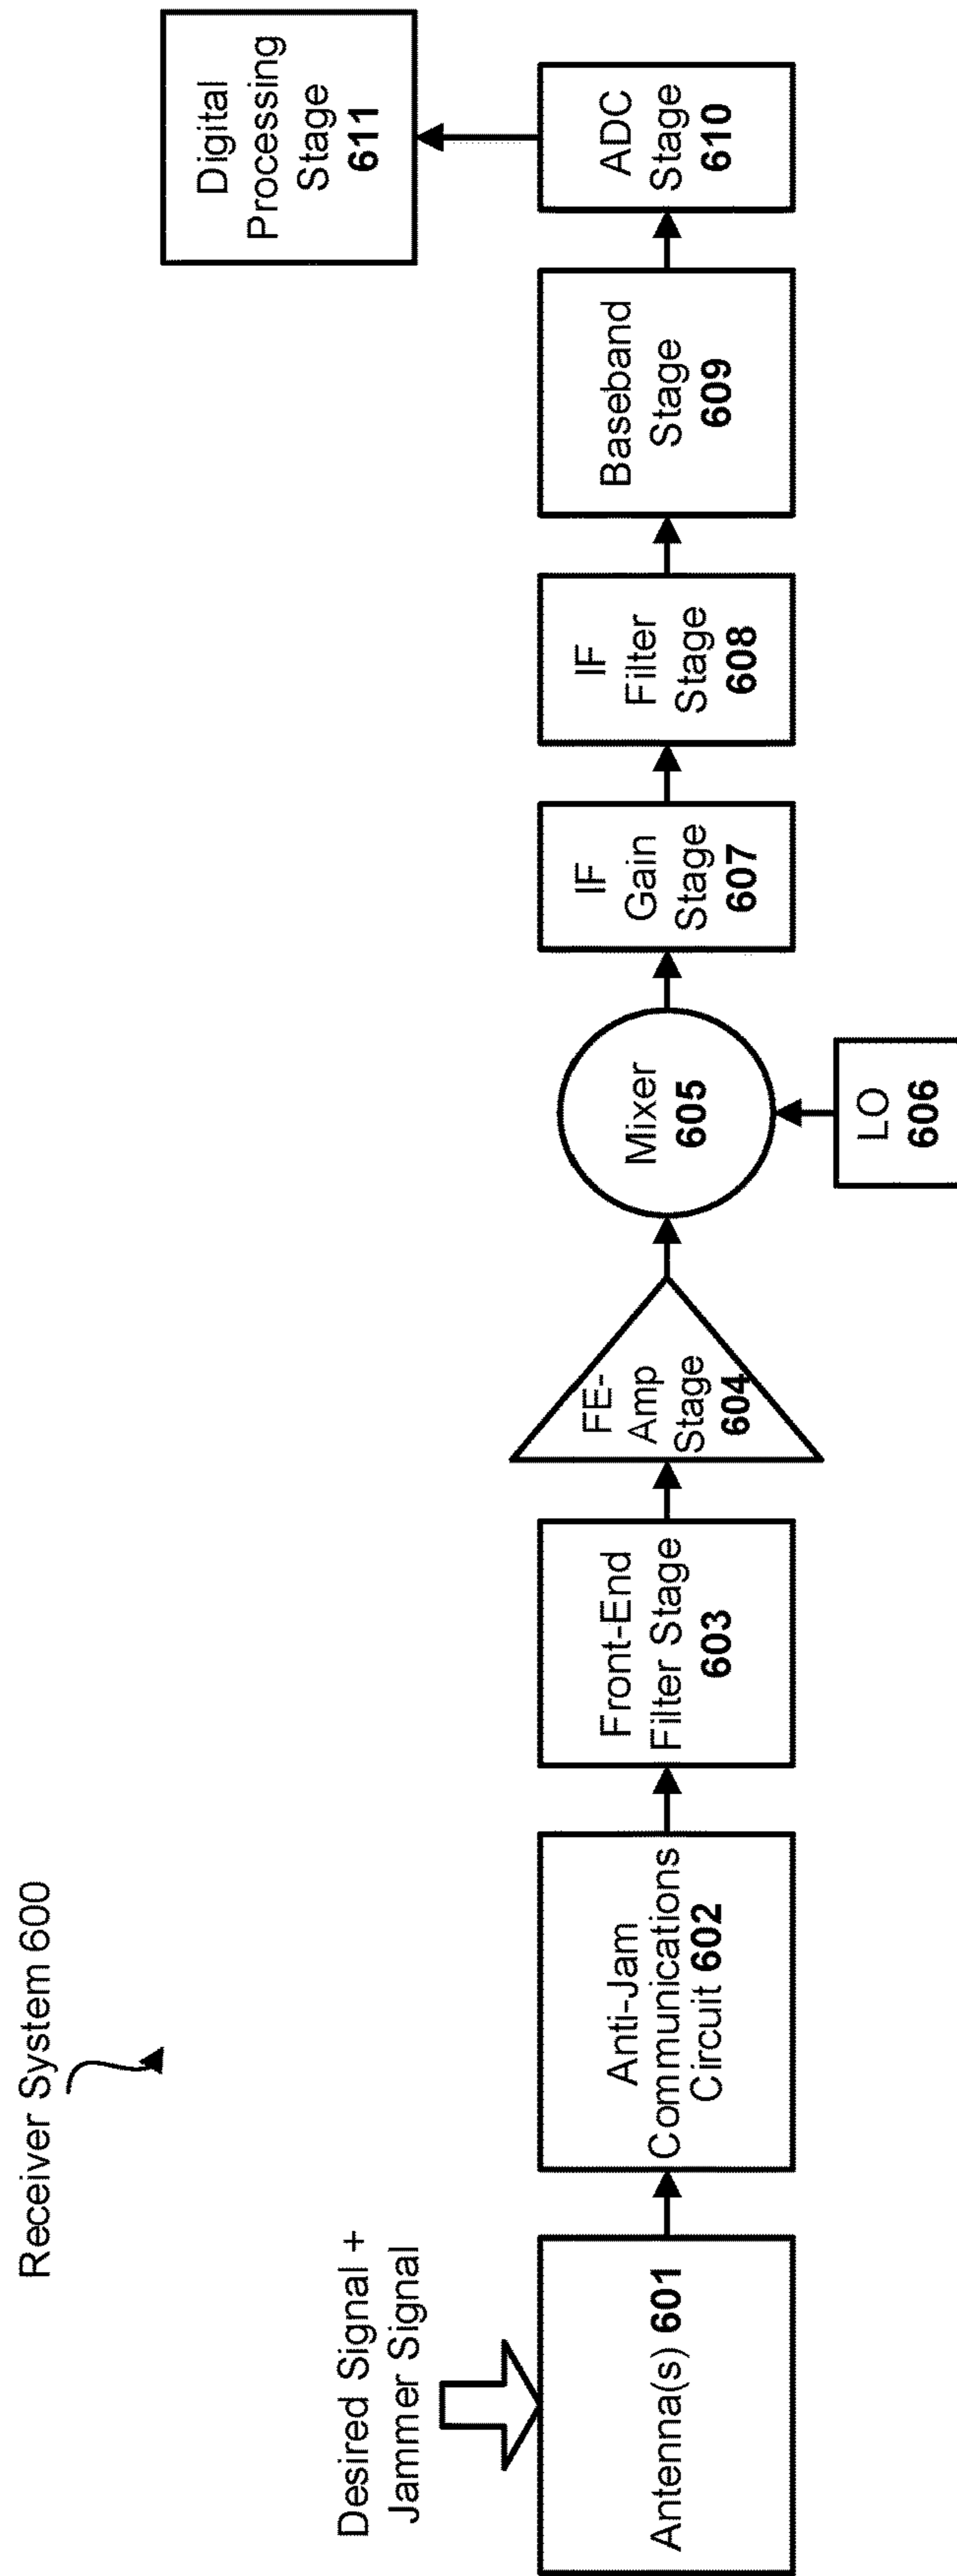 Receiver System 600
Desired Signal +
Jammer Signal
Antenna(s) 601
Anti-Jam
Communications
Circuit 602
Front-End
Filter Stage
603
FE-
Amp
Stage
604
Mixer
605
LO
606
IF
Gain
Stage
607
IF
Filter
Stage
608
Baseband
Stage
609
ADC
Stage
610
Digital
Processing
Stage
611